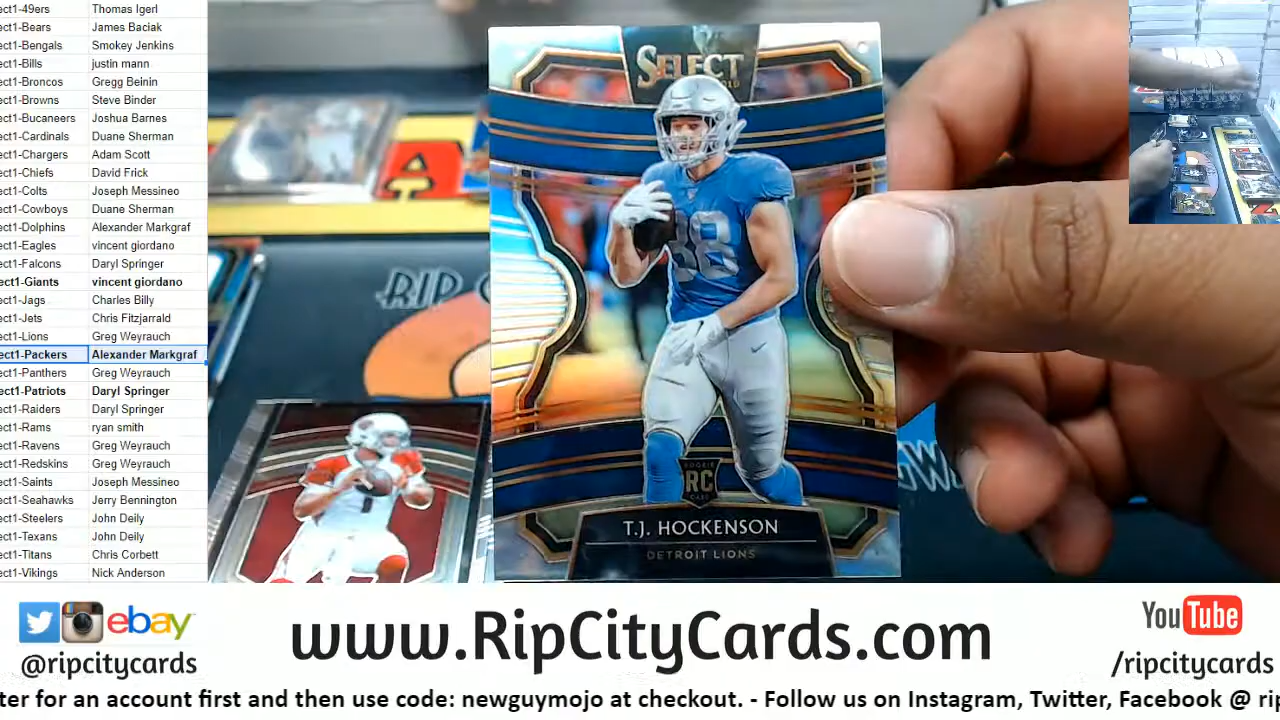 ect1-49ers Thomas Igerl
ect1-Bears James Baciak
ect1-Bengals Smokey Jenkins
ect1-Bills justin mann
ect1-Broncos Gregg Beinin
ect1-Browns Steve Binder
ect1-Bucaneers Joshua Barnes
ect1-Cardinals Duane Sherman
ect1-Chargers Adam Scott
ect1-Chiefs David Frick
ect1-Colts Joseph Messineo
ect1-Cowboys Duane Sherman
ect1-Dolphins Alexander Markgraf
ect1-Eagles vincent giordano
ect1-Falcons Daryl Springer
ect1-Giants vincent giordano
ect1-Jags Charles Billy
ect1-Jets Chris Fitzjarrald
ect1-Lions Greg Weyrauch
ect1-Packers Alexander Markgraf
ect1-Panthers Greg Weyrauch
ect1-Patriots Daryl Springer
ect1-Raiders Daryl Springer
ect1-Rams ryan smith
ect1-Ravens Greg Weyrauch
ect1-Redskins Greg Weyrauch
ect1-Saints Joseph Messineo
ect1-Seahawks Jerry Bennington
ect1-Steelers John Deily
ect1-Texans John Deily
ect1-Titans Chris Corbett
ect1-Vikings Nick Anderson
SELECT
2019
88
RIP
1
ROOKIE
RC
CARD
T.J. HOCKENSON
DETROIT LIONS
ebay
@ripcitycards
www.RipCityCards.com
YouTube
/ripcitycards
ter for an account first and then use code: newguymojo at checkout. - Follow us on Instagram, Twitter, Facebook @ rip